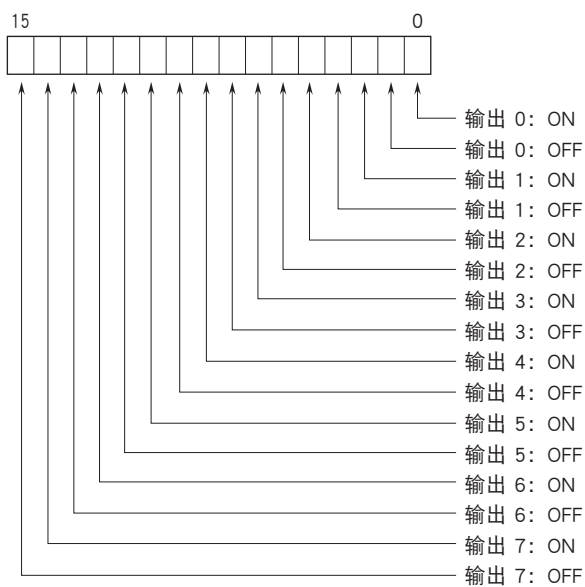 15 0
输出 0: ON
输出 0: OFF
输出 1: ON
输出 1: OFF
输出 2: ON
输出 2: OFF
输出 3: ON
输出 3: OFF
输出 4: ON
输出 4: OFF
输出 5: ON
输出 5: OFF
输出 6: ON
输出 6: OFF
输出 7: ON
输出 7: OFF